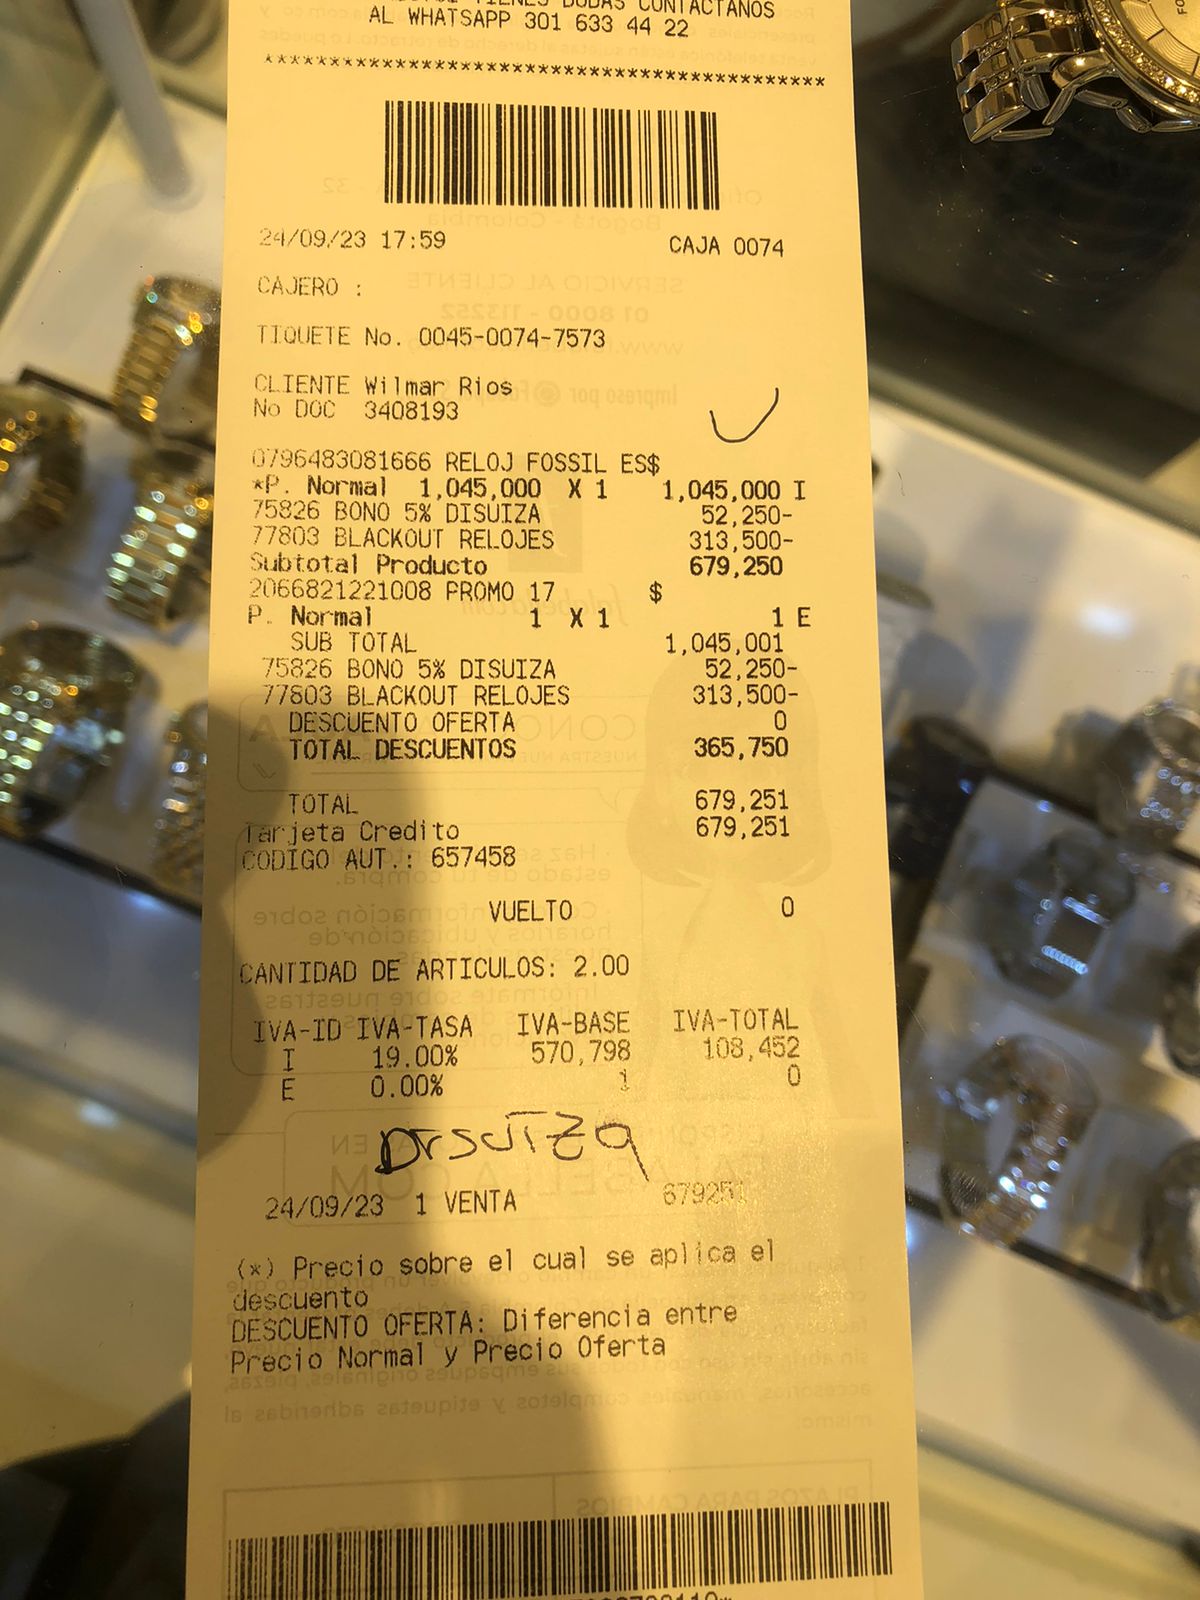 DUDAS CONTACTANOS
AL WHATSAPP 301 633 44 22
*******************************************
24/09/23 17:59 CAJA 0074
CAJERO :
TIQUETE No. 0045-0074-7573
CLIENTE Wilmar Rios
No DOC 3408193
0796483081666 RELOJ FOSSIL ES$
*P. Normal 1,045,000 X 1 1,045,000 I
75826 BONO 5% DISUIZA 52,250-
77803 BLACKOUT RELOJES 313,500-
Subtotal Producto 679,250
2066821221008 PROMO 17 $
P. Normal 1 X 1 1 E
SUB TOTAL 1,045,001
75826 BONO 5% DISUIZA 52,250-
77803 BLACKOUT RELOJES 313,500-
DESCUENTO OFERTA 0
TOTAL DESCUENTOS 365,750
TOTAL 679,251
Tarjeta Credito 679,251
CODIGO AUT.: 657458
VUELTO 0
CANTIDAD DE ARTICULOS: 2.00
IVA-ID IVA-TASA IVA-BASE IVA-TOTAL
I 19.00% 570,798 108,452
E 0.00% 1 0
DISUIZA
24/09/23 1 VENTA 679251
(*) Precio sobre el cual se aplica el
descuento
DESCUENTO OFERTA: Diferencia entre
Precio Normal y Precio Oferta